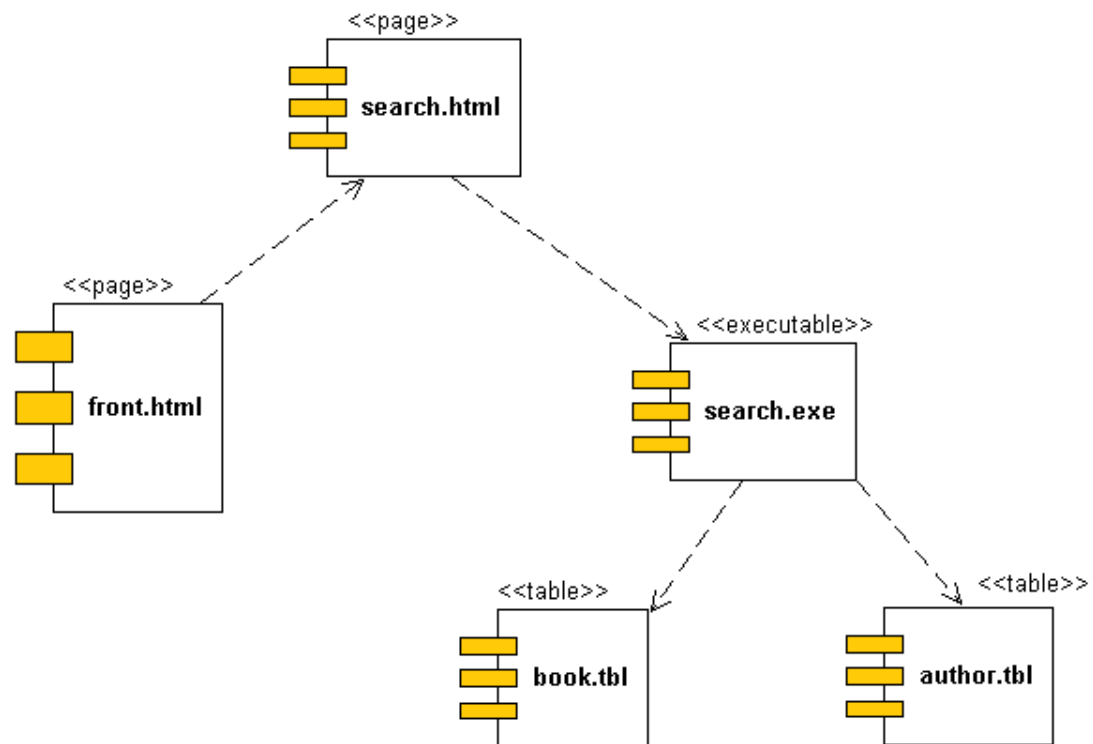 <<page>>
search.html
<<page>>
front.html
<<executable>>
search.exe
<<table>>
book.tbl
<<table>>
author.tbl